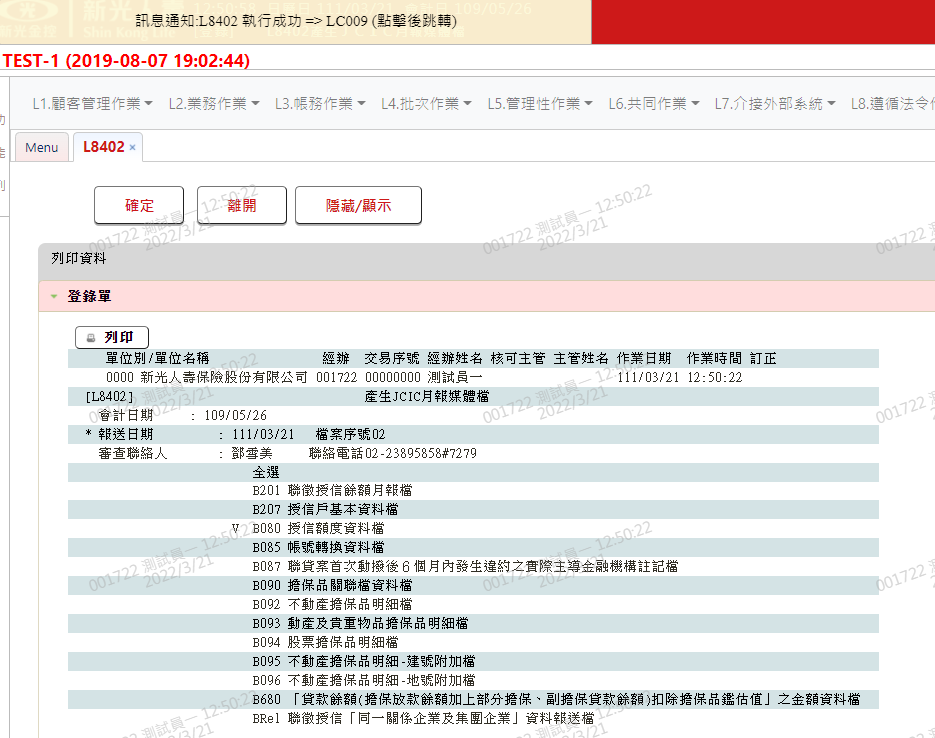 訊息通知:L8402 執行成功 => LC009 (點擊後跳轉)
TEST-1 (2019-08-07 19:02:44)
L1.顧客管理作業 L2.業務作業 L3.帳務作業 L4.批次作業 L5.管理性作業 L6.共同作業 L7.介接外部系統 L8.遵循法令作
Menu L8402 ×
確定 離開 隱藏/顯示
列印資料
登錄單
列印
單位別/單位名稱 經辦 交易序號 經辦姓名 核可主管 主管姓名 作業日期 作業時間 訂正
0000 新光人壽保險股份有限公司 001722 00000000 測試員一 111/03/21 12:50:22
[L8402] 產生JCIC月報媒體檔
會計日期 : 109/05/26
* 報送日期 : 111/03/21 檔案序號02
審查聯絡人 : 鄧雪美 聯絡電話02-23895858#7279
全選
B201 聯徵授信餘額月報檔
B207 授信戶基本資料檔
V B080 授信額度資料檔
B085 帳號轉換資料檔
B087 聯貸案首次動撥後６個月內發生違約之實際主導金融機構註記檔
B090 擔保品關聯檔資料檔
B092 不動產擔保品明細檔
B093 動產及貴重物品擔保品明細檔
B094 股票擔保品明細檔
B095 不動產擔保品明細-建號附加檔
B096 不動產擔保品明細-地號附加檔
B680 「貸款餘額(擔保放款餘額加上部分擔保、副擔保貸款餘額)扣除擔保品鑑估值」之金額資料檔
BRel 聯徵授信「同一關係企業及集團企業」資料報送檔
001722 測試員一 12:50:22
2022/3/21